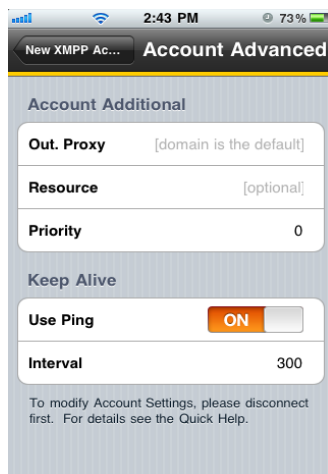 2:43 PM
73%
New XMPP Ac...
Account Advanced
Account Additional
Out. Proxy [domain is the default]
Resource [optional]
Priority 0
Keep Alive
Use Ping ON
Interval 300
To modify Account Settings, please disconnect
first. For details see the Quick Help.